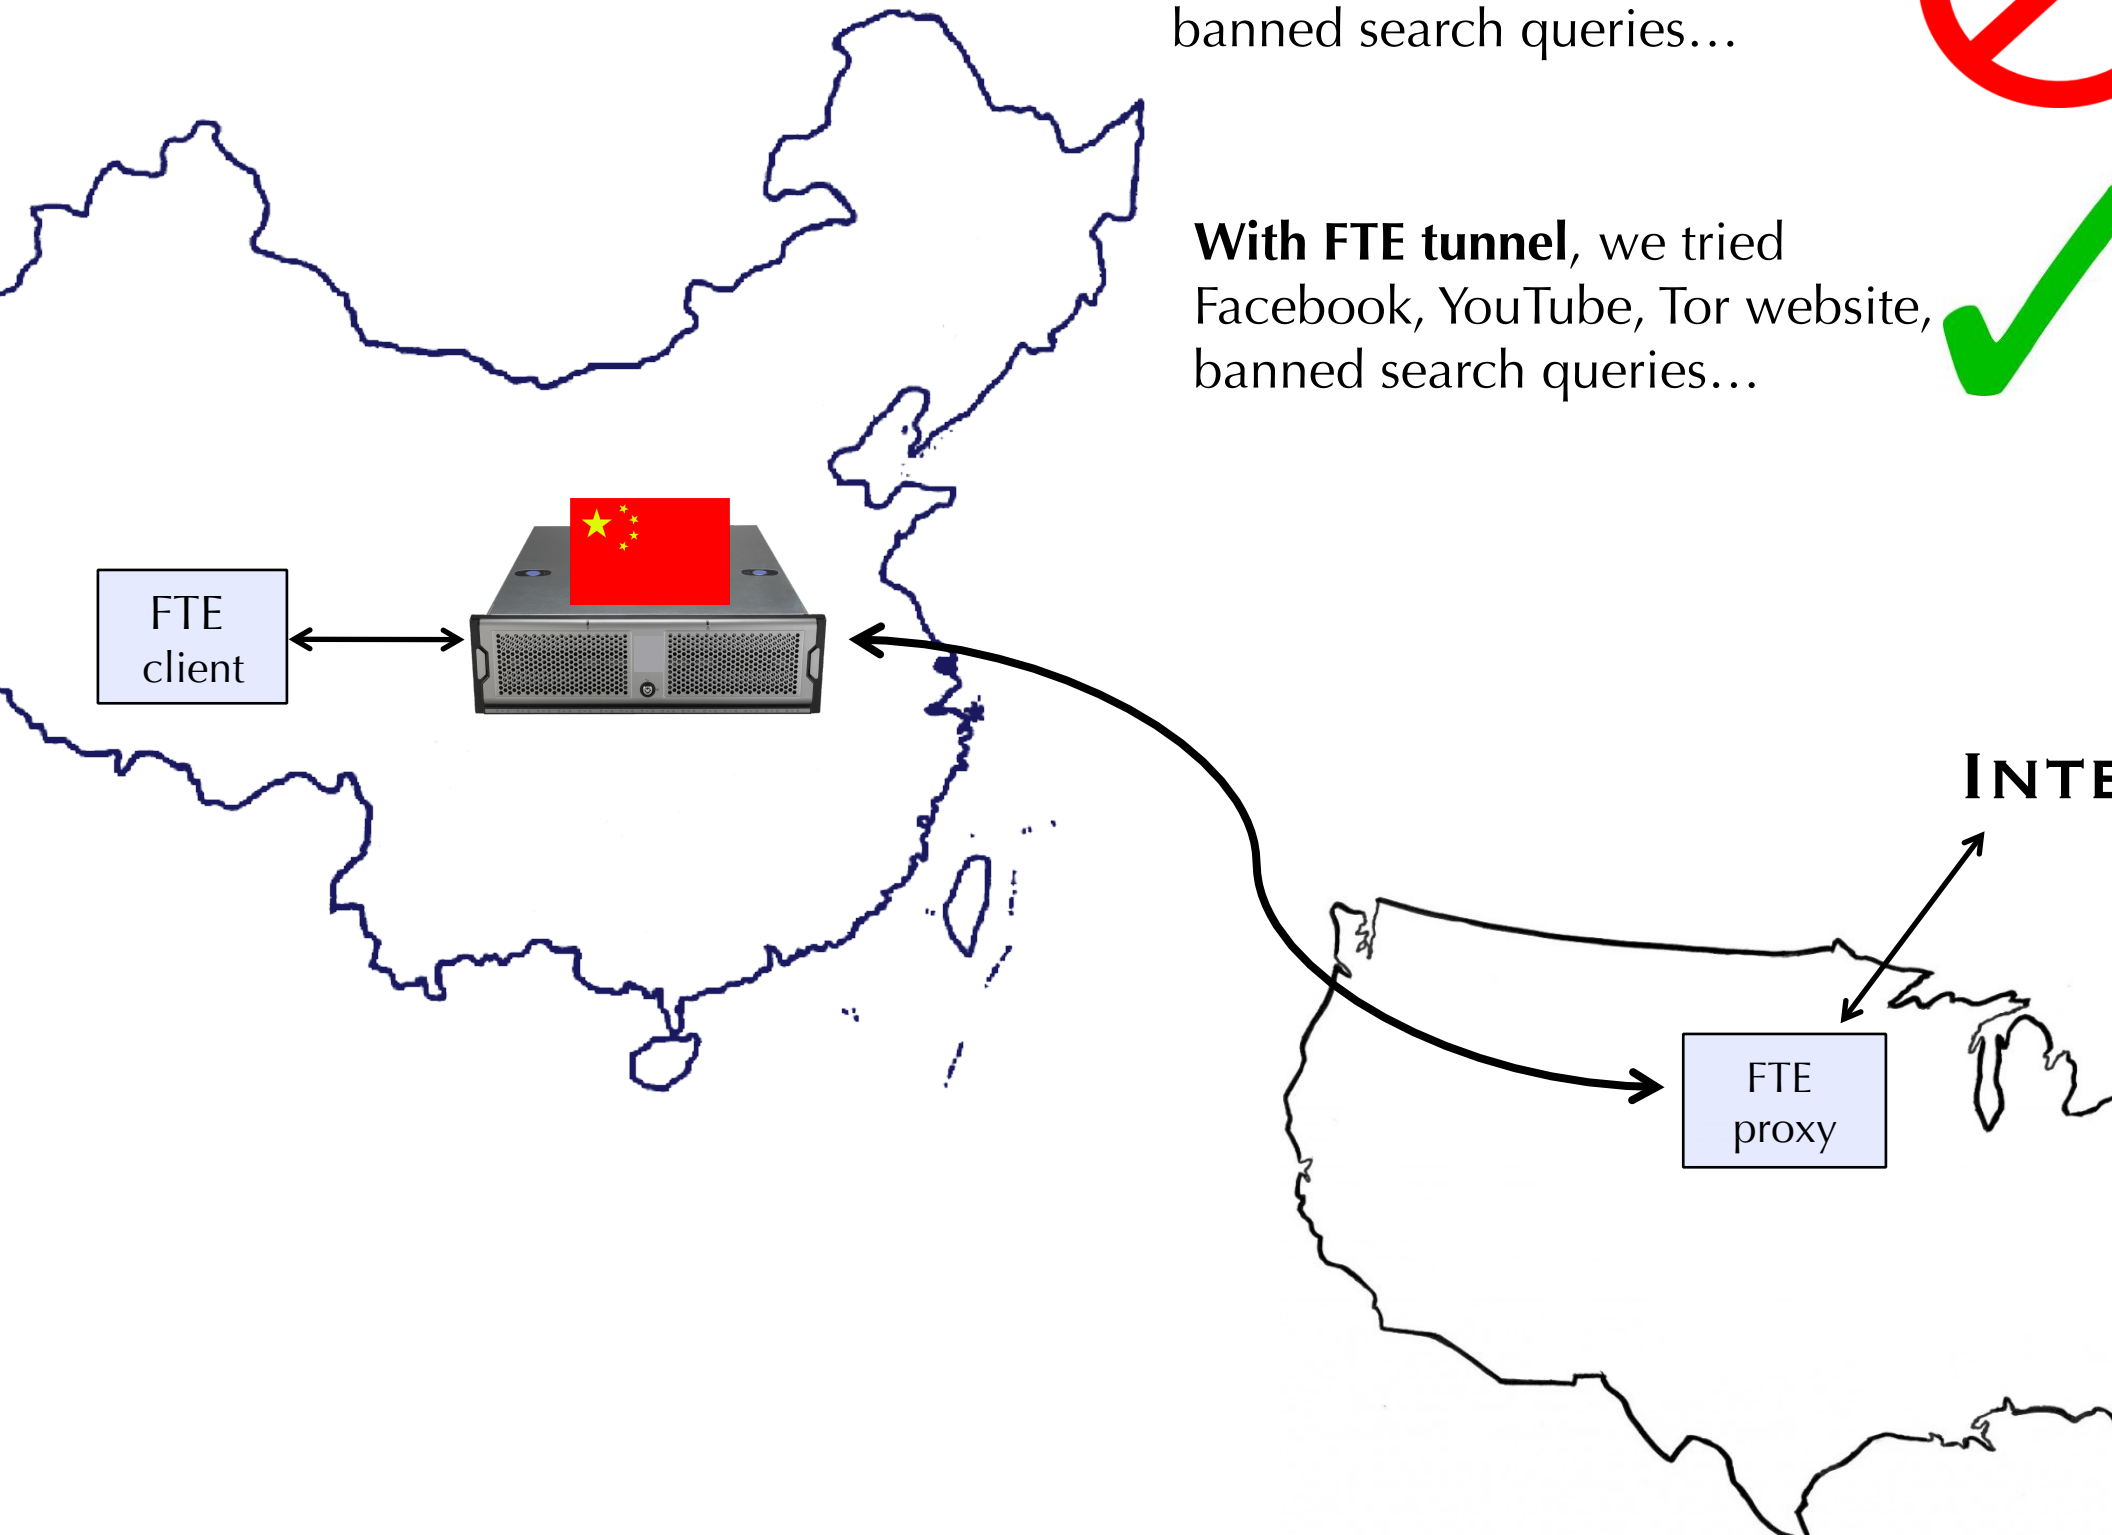 banned search queries…
With FTE tunnel, we tried
Facebook, YouTube, Tor website,
banned search queries…
FTE
client
INTE
FTE
proxy